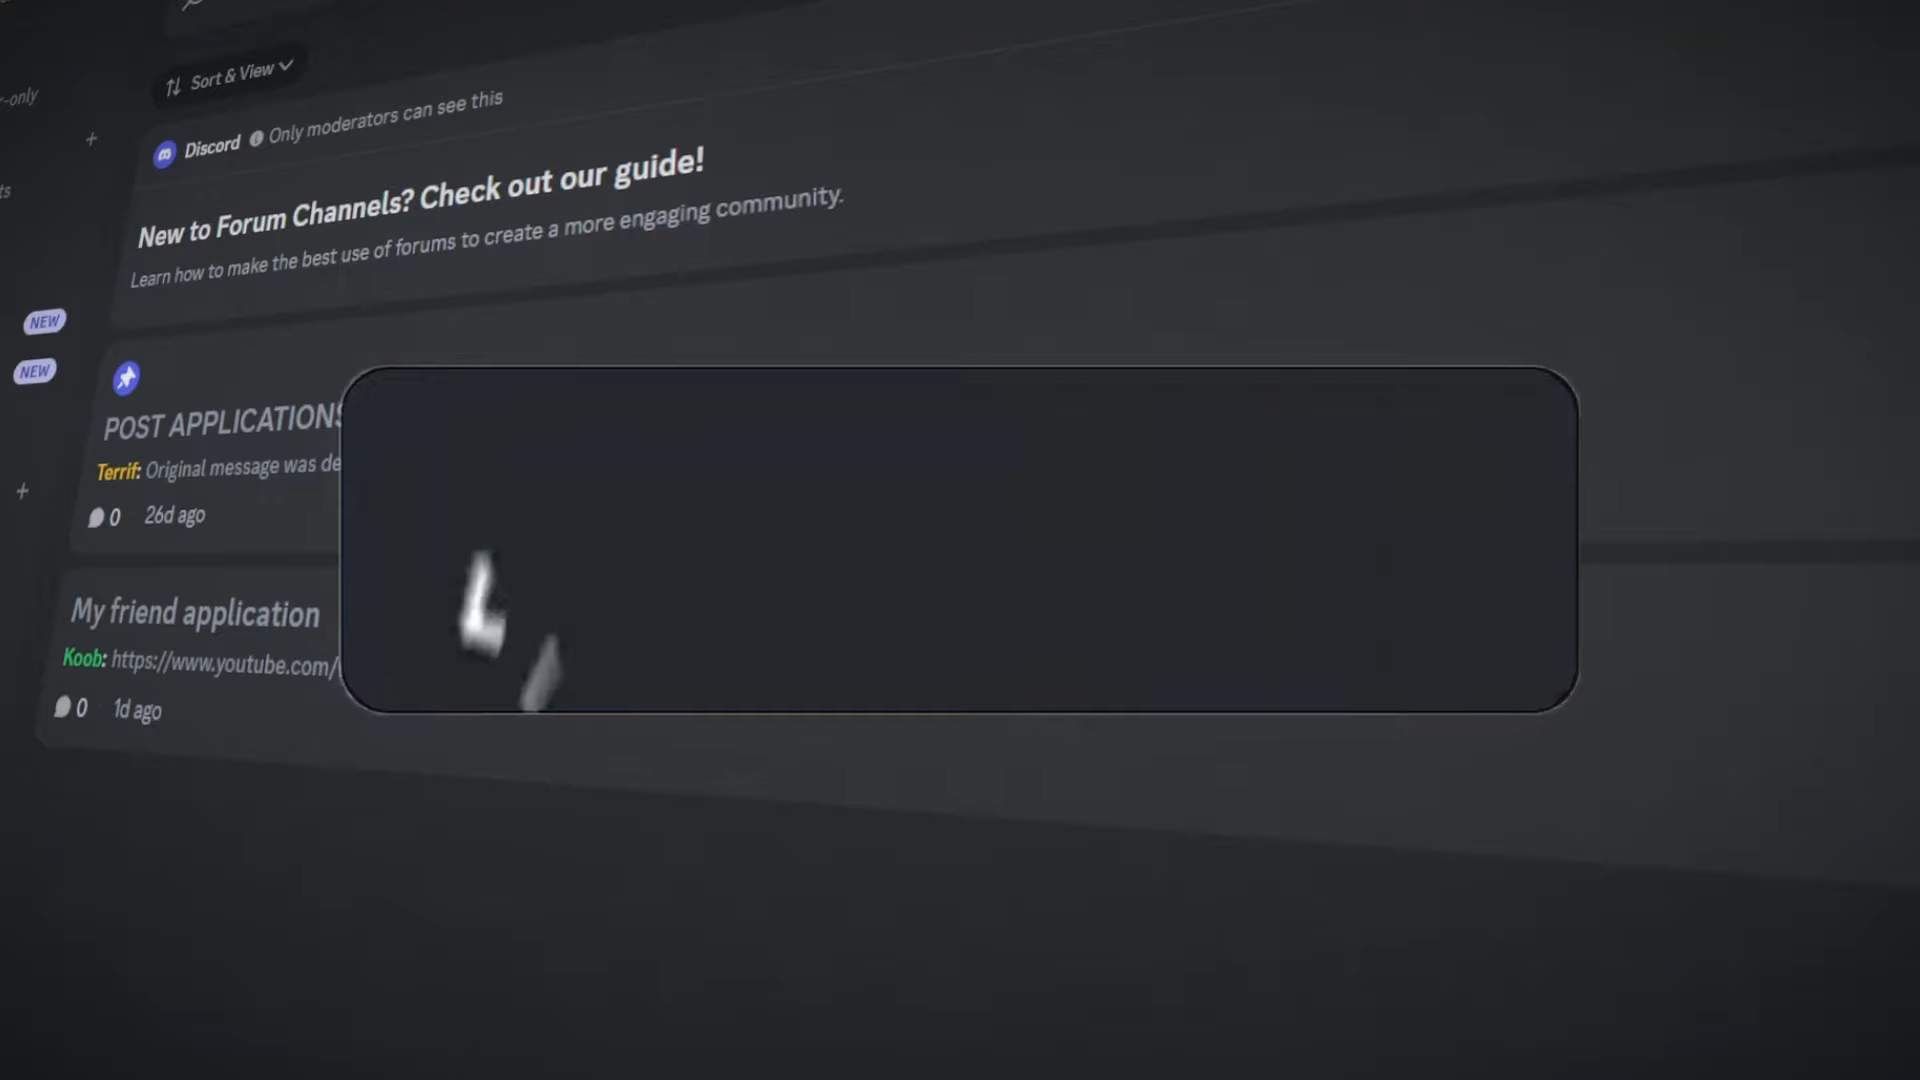 r-only
Sort & View
Discord Only moderators can see this
ts
New to Forum Channels? Check out our guide!
Learn how to make the best use of forums to create a more engaging community.
NEW
NEW
POST APPLICATIONS
Terrif: Original message was de
0 26d ago
My friend application
Koob: https://www.youtube.com/
0 1d ago
L